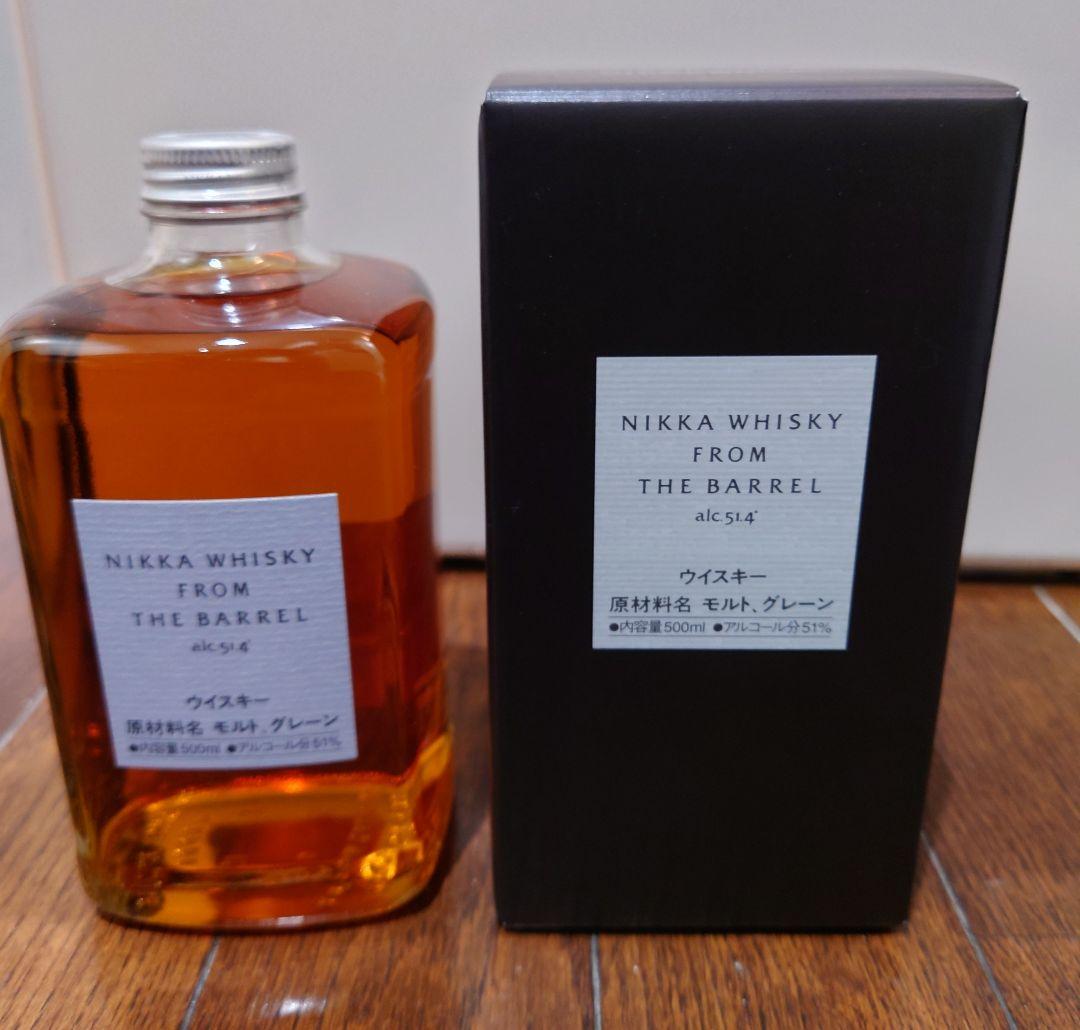 NIKKA WHISKY
FROM
THE BARREL
alc.51.4°
ウイスキー
原材料名 モルト、グレーン
●内容量500ml ●アルコール分51%
NIKKA WHISKY
FROM
THE BARREL
alc.51.4°
ウイスキー
原材料名 モルト、グレーン
●内容量500ml ●アルコール分51%